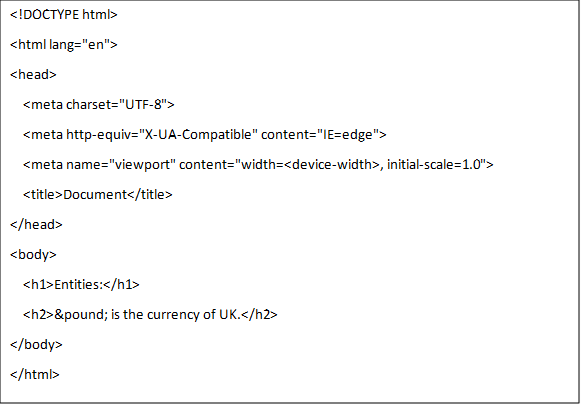 <!DOCTYPE html>
<html lang="en">
<head>
<meta charset="UTF-8">
<meta http-equiv="X-UA-Compatible" content="IE=edge">
<meta name="viewport" content="width=<device-width>, initial-scale=1.0">
<title>Document</title>
</head>
<body>
<h1>Entities:</h1>
<h2>&pound; is the currency of UK.</h2>
</body>
</html>